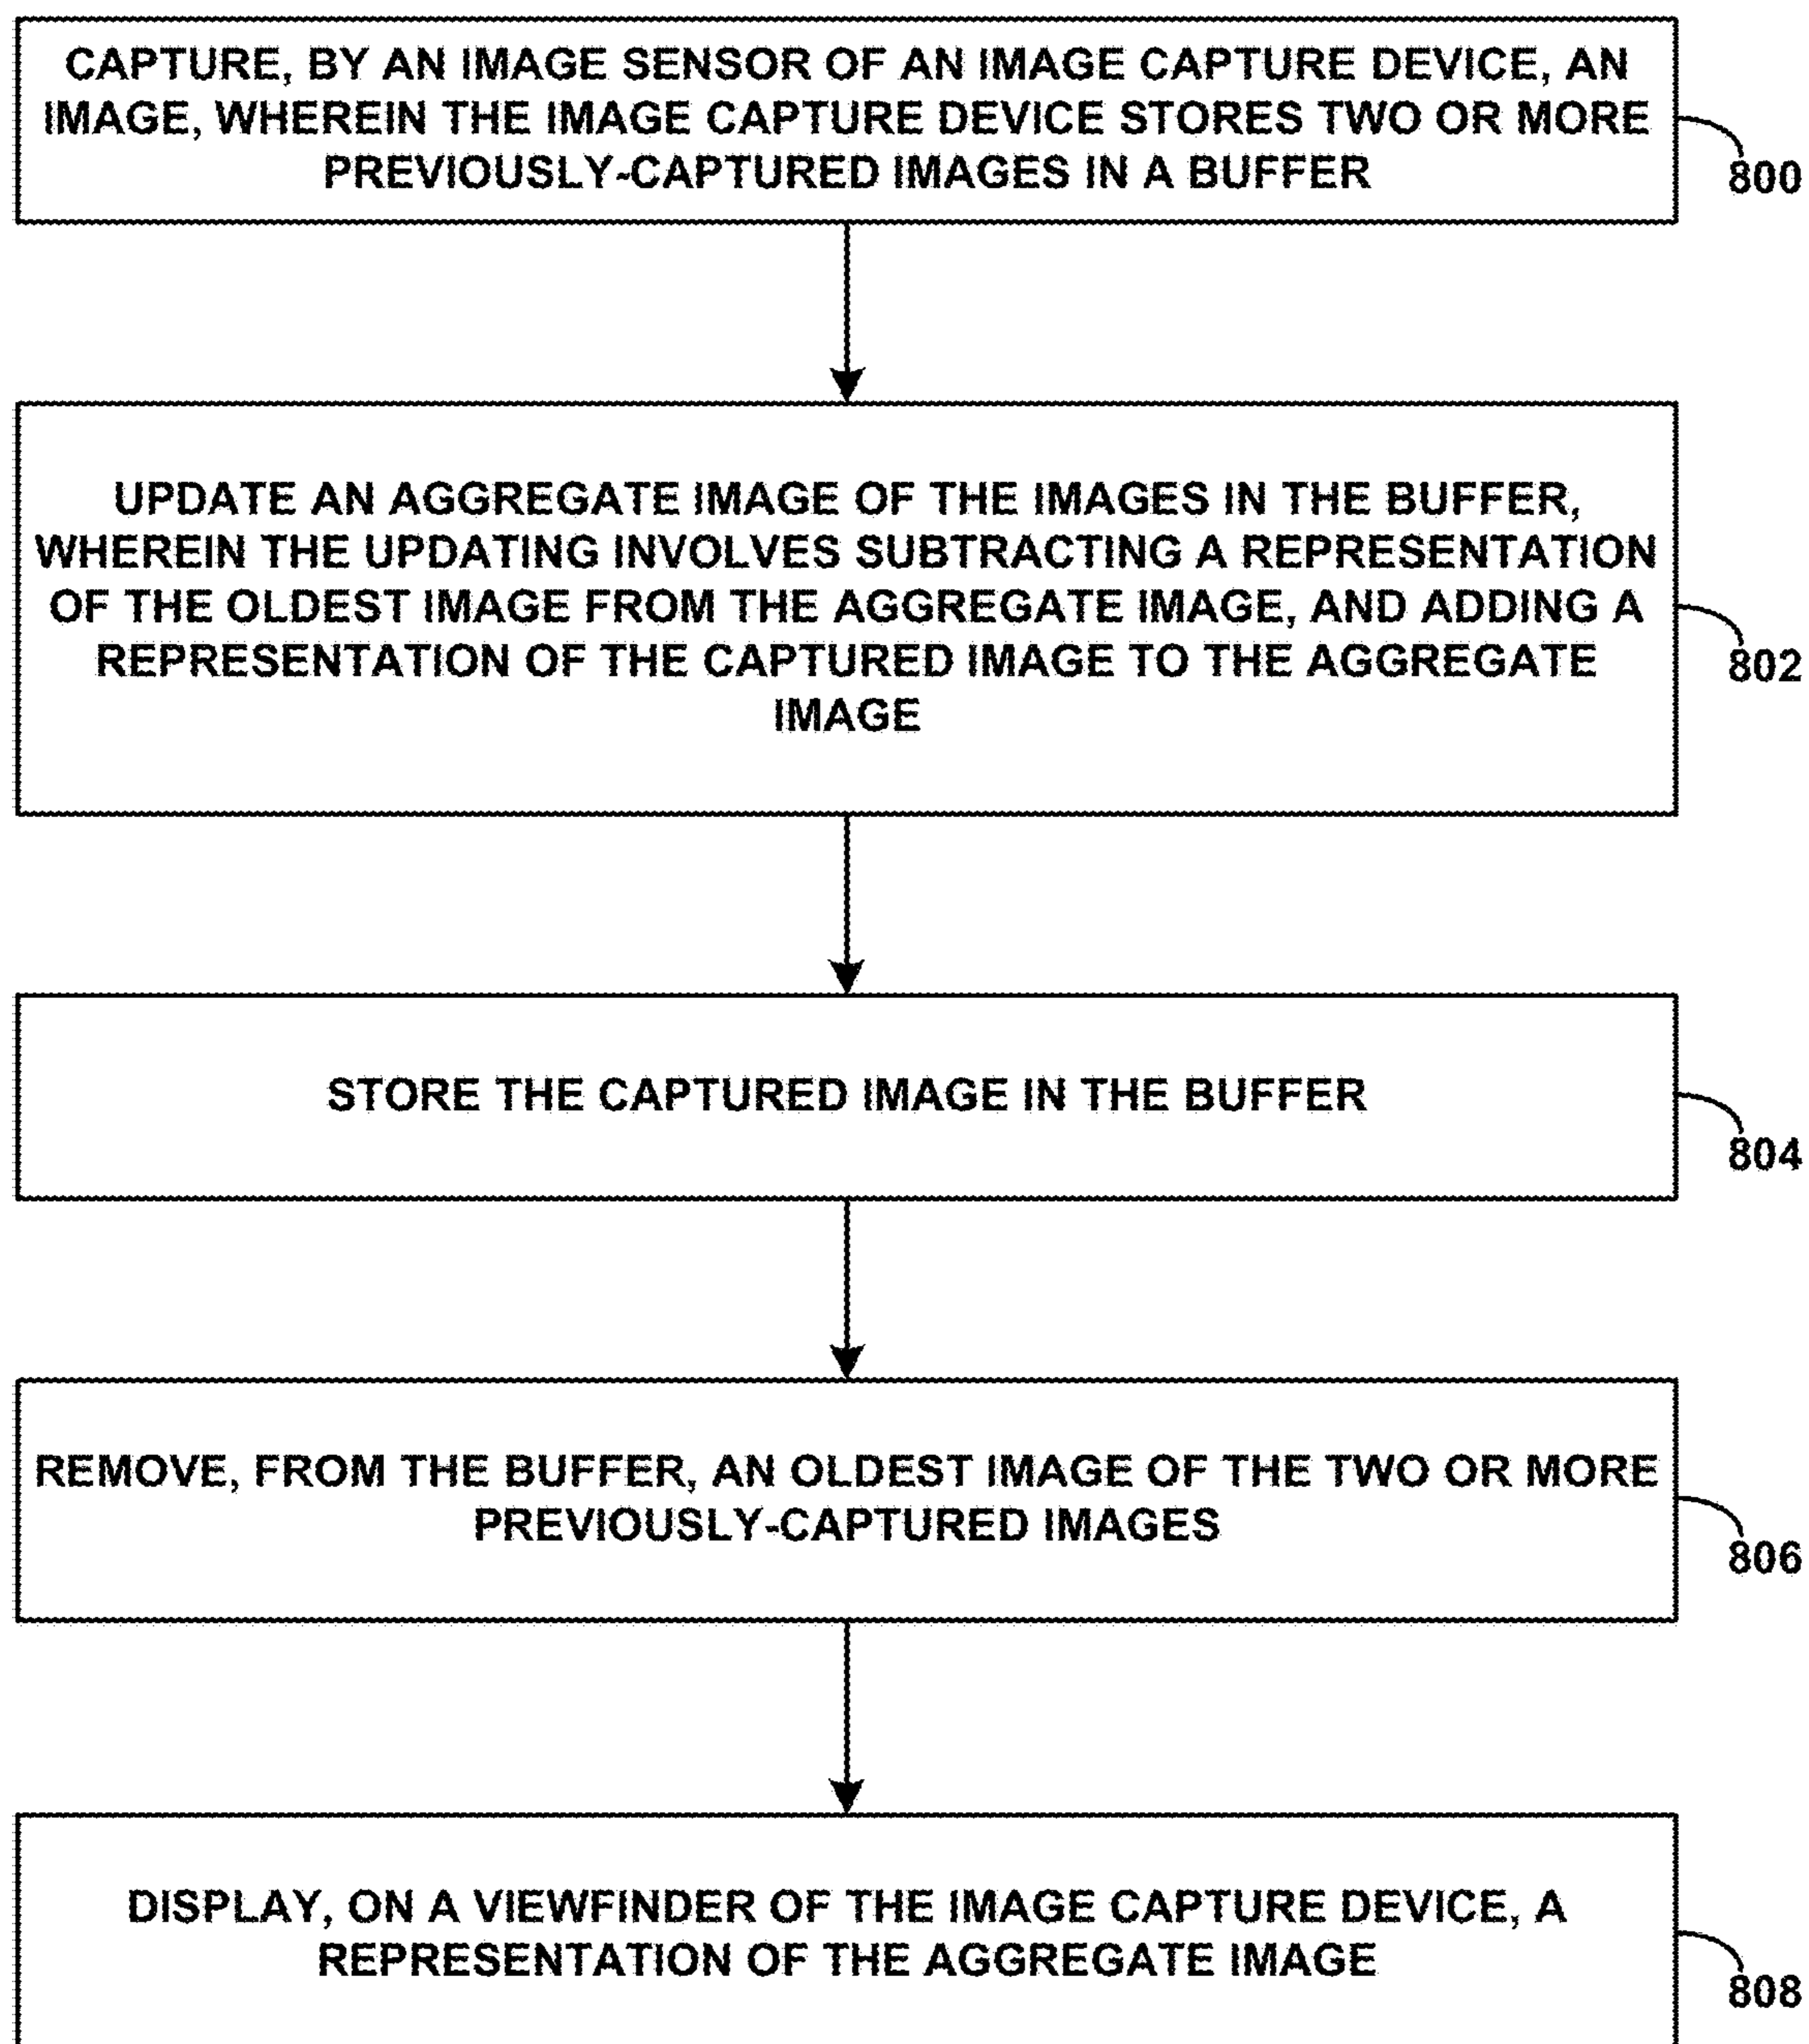 CAPTURE, BY AN IMAGE SENSOR OF AN IMAGE CAPTURE DEVICE, AN
IMAGE, WHEREIN THE IMAGE CAPTURE DEVICE STORES TWO OR MORE
PREVIOUSLY-CAPTURED IMAGES IN A BUFFER
800
UPDATE AN AGGREGATE IMAGE OF THE IMAGES IN THE BUFFER,
WHEREIN THE UPDATING INVOLVES SUBTRACTING A REPRESENTATION
OF THE OLDEST IMAGE FROM THE AGGREGATE IMAGE, AND ADDING A
REPRESENTATION OF THE CAPTURED IMAGE TO THE AGGREGATE
IMAGE
802
STORE THE CAPTURED IMAGE IN THE BUFFER
804
REMOVE, FROM THE BUFFER, AN OLDEST IMAGE OF THE TWO OR MORE
PREVIOUSLY-CAPTURED IMAGES
806
DISPLAY, ON A VIEWFINDER OF THE IMAGE CAPTURE DEVICE, A
REPRESENTATION OF THE AGGREGATE IMAGE
808